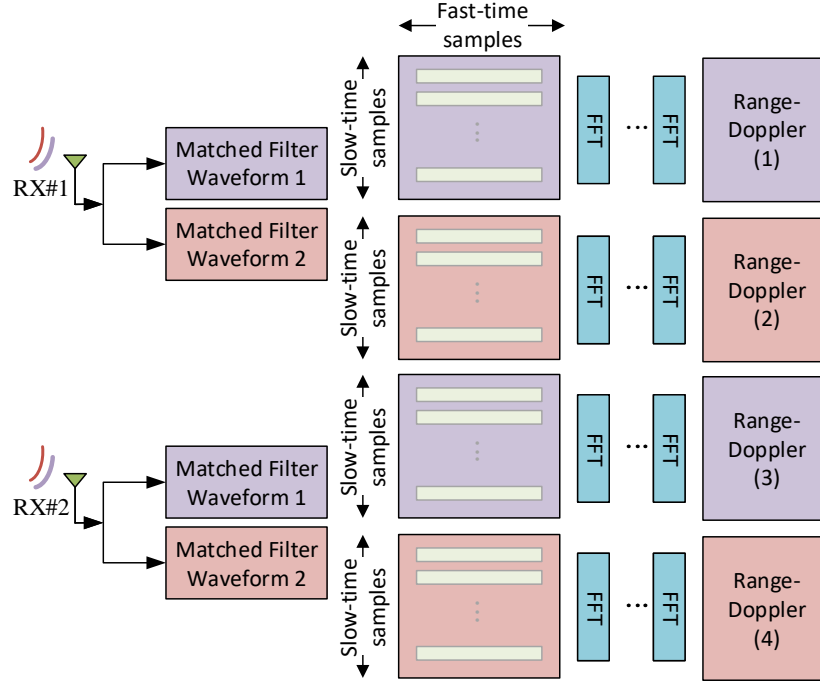 Fast-time
samples
Slow-time
samples
FFT
...
FFT
Range-
Doppler
(1)
RX#1
Matched Filter
Waveform 1
Matched Filter
Waveform 2
Slow-time
samples
FFT
...
FFT
Range-
Doppler
(2)
Slow-time
samples
FFT
...
FFT
Range-
Doppler
(3)
RX#2
Matched Filter
Waveform 1
Matched Filter
Waveform 2
Slow-time
samples
FFT
...
FFT
Range-
Doppler
(4)